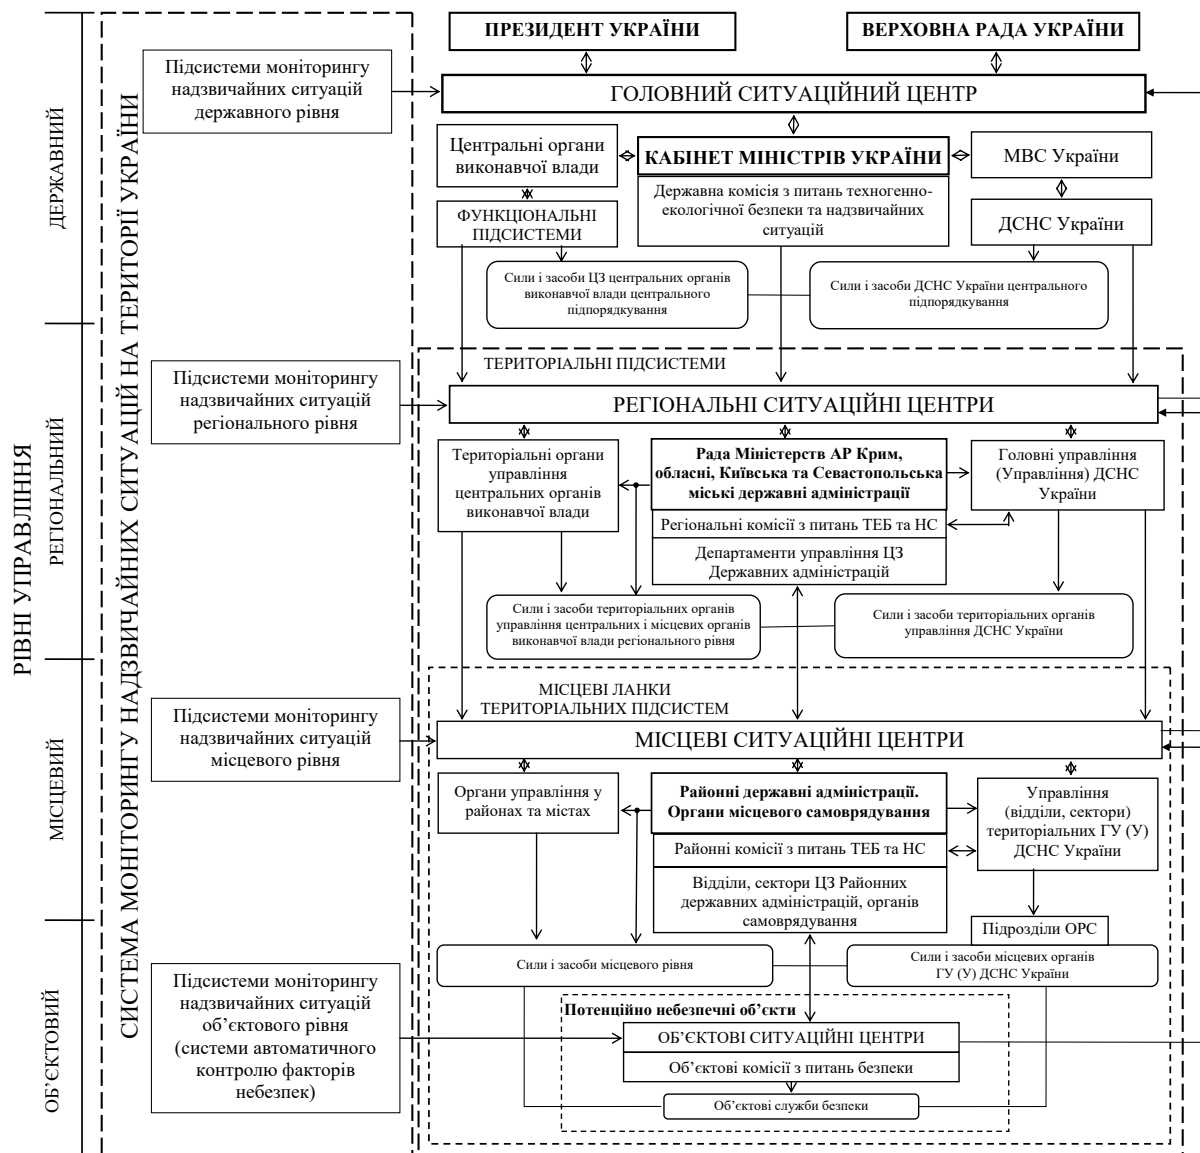 РІВНІ УПРАВЛІННЯ
ДЕРЖАВНИЙ
РЕГІОНАЛЬНИЙ
МІСЦЕВИЙ
ОБ’ЄКТОВИЙ
СИСТЕМА МОНІТОРИНГУ НАДЗВИЧАЙНИХ СИТУАЦІЙ НА ТЕРИТОРІЇ УКРАЇНИ
ПРЕЗИДЕНТ УКРАЇНИ
ВЕРХОВНА РАДА УКРАЇНИ
Підсистеми моніторингу
надзвичайних ситуацій
державного рівня
ГОЛОВНИЙ СИТУАЦІЙНИЙ ЦЕНТР
Центральні органи
виконавчої влади
КАБІНЕТ МІНІСТРІВ УКРАЇНИ
МВС України
Державна комісія з питань техногенно-
екологічної безпеки та надзвичайних
ситуацій
ФУНКЦІОНАЛЬНІ
ПІДСИСТЕМИ
ДСНС України
Сили і засоби ЦЗ центральних органів
виконавчої влади центрального
підпорядкування
Сили і засоби ДСНС України центрального
підпорядкування
ТЕРИТОРІАЛЬНІ ПІДСИСТЕМИ
Підсистеми моніторингу
надзвичайних ситуацій
регіонального рівня
РЕГІОНАЛЬНІ СИТУАЦІЙНІ ЦЕНТРИ
Територіальні органи
управління
центральних органів
виконавчої влади
Рада Міністерств АР Крим,
обласні, Київська та Севастопольська
міські державні адміністрації
Головні управління
(Управління) ДСНС
України
Регіональні комісії з питань ТЕБ та НС
Департаменти управління ЦЗ
Державних адміністрацій
Сили і засоби територіальних органів
управління центральних і місцевих органів
виконавчої влади регіонального рівня
Сили і засоби територіальних органів
управління ДСНС України
МІСЦЕВІ ЛАНКИ
ТЕРИТОРІАЛЬНИХ ПІДСИСТЕМ
Підсистеми моніторингу
надзвичайних ситуацій
місцевого рівня
МІСЦЕВІ СИТУАЦІЙНІ ЦЕНТРИ
Органи управління у
районах та містах
Районні державні адміністрації.
Органи місцевого самоврядування
Управління
(відділи, сектори)
територіальних ГУ (У)
ДСНС України
Районні комісії з питань ТЕБ та НС
Відділи, сектори ЦЗ Районних
державних адміністрацій, органів
самоврядування
Підрозділи ОРС
Сили і засоби місцевого рівня
Сили і засоби місцевих органів
ГУ (У) ДСНС України
Підсистеми моніторингу
надзвичайних ситуацій
об’єктового рівня
(системи автоматичного
контролю факторів
небезпек)
Потенційно небезпечні об’єкти
ОБ’ЄКТОВІ СИТУАЦІЙНІ ЦЕНТРИ
Об’єктові комісії з питань безпеки
Об’єктові служби безпеки